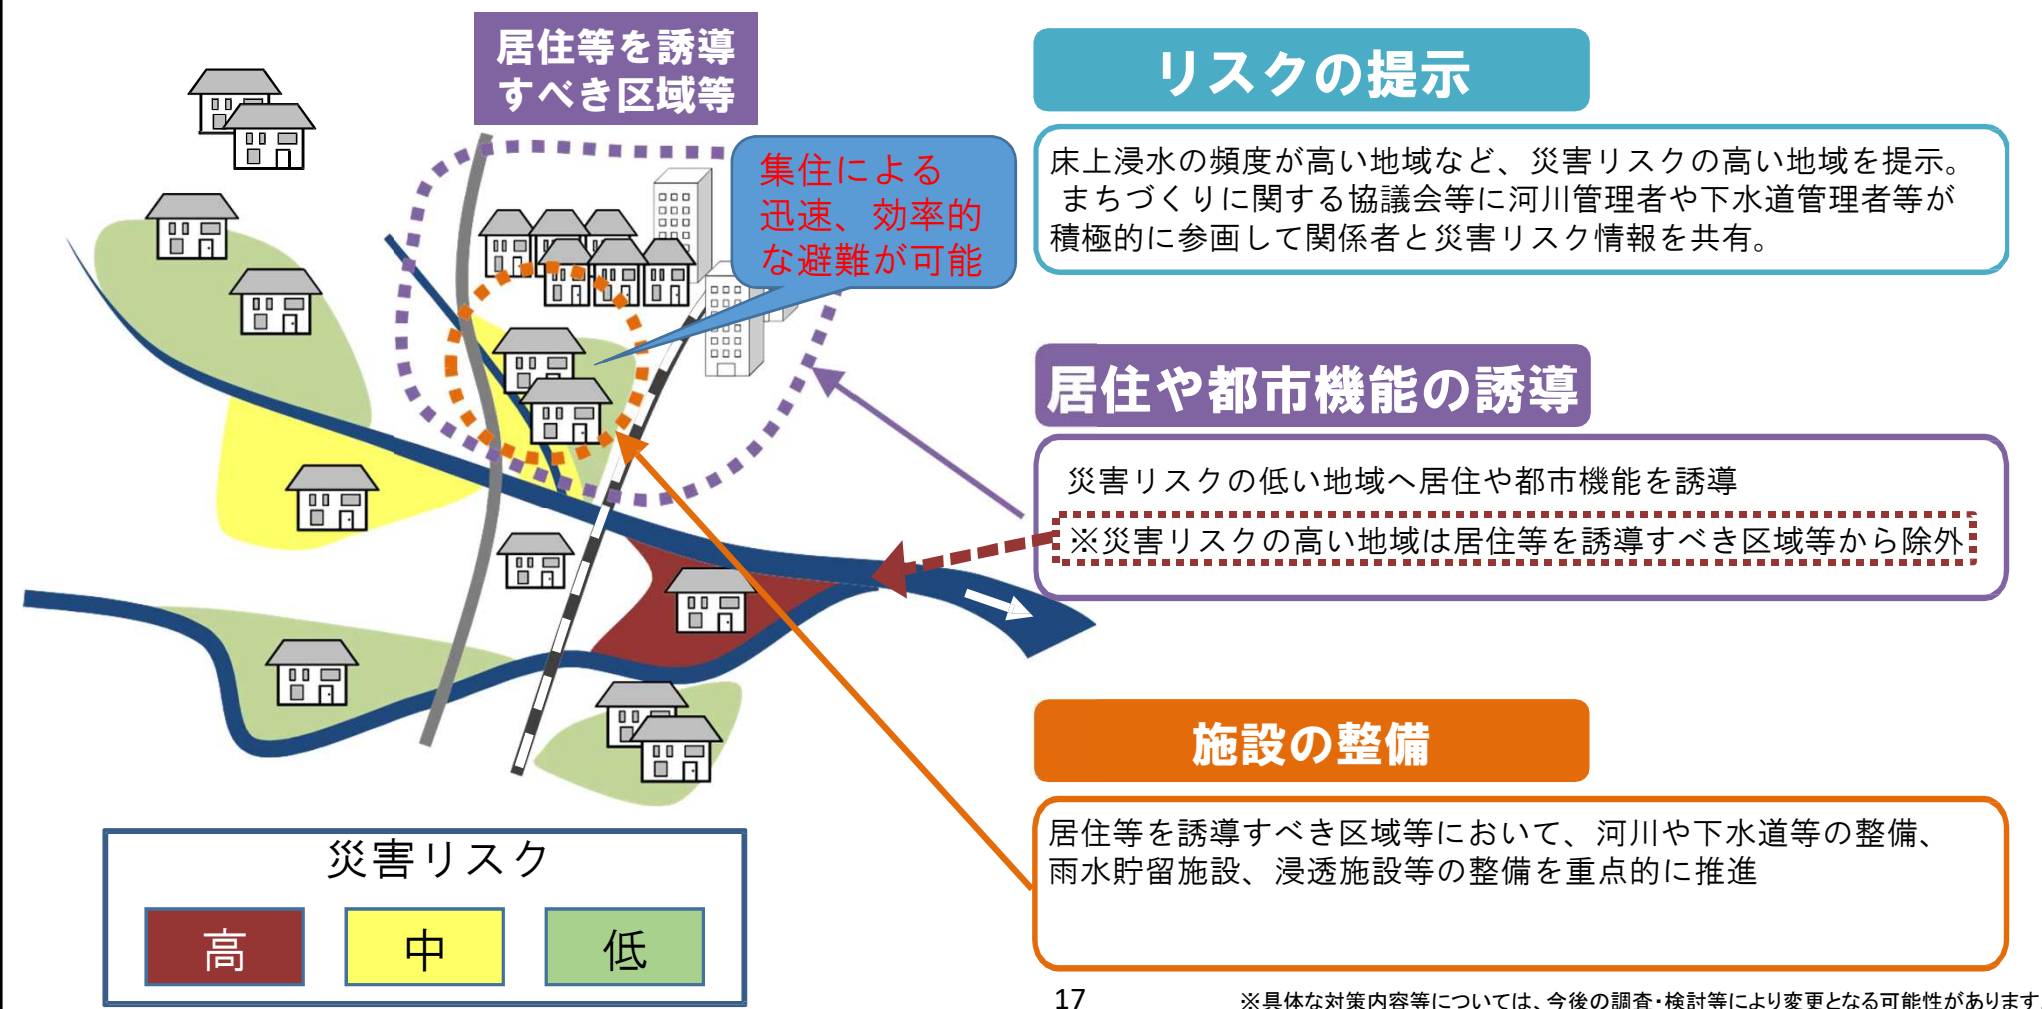 居住等を誘導
すべき区域等
集住による
迅速、効率的
な避難が可能
災害リスク
高
中
低
リスクの提示
床上浸水の頻度が高い地域など、災害リスクの高い地域を提示。
まちづくりに関する協議会等に河川管理者や下水道管理者等が
積極的に参画して関係者と災害リスク情報を共有。
居住や都市機能の誘導
災害リスクの低い地域へ居住や都市機能を誘導
※災害リスクの高い地域は居住等を誘導すべき区域等から除外
施設の整備
居住等を誘導すべき区域等において、河川や下水道等の整備、
雨水貯留施設、浸透施設等の整備を重点的に推進
17
※具体な対策内容等については、今後の調査・検討等により変更となる可能性があります。